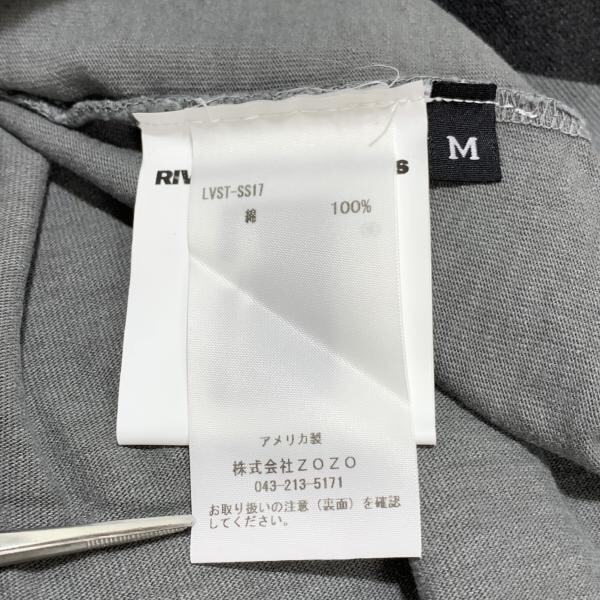 M
LVST-SS17
綿 100%
アメリカ製
株式会社ZOZO
043-213-5171
お取り扱いの注意(裏面)を確認
してください。